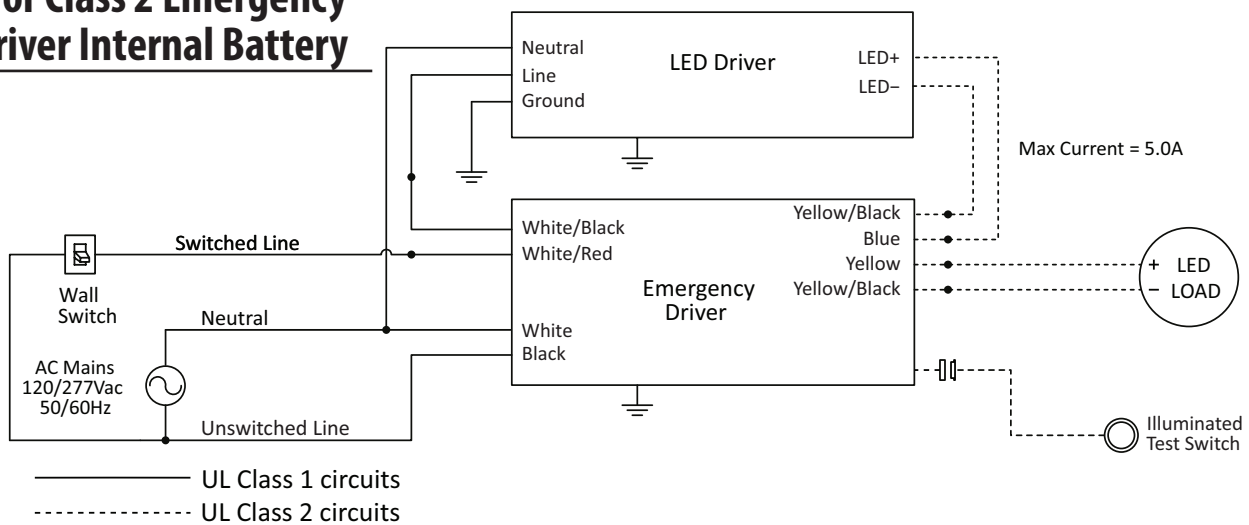 or Class 2 Emergency
river Internal Battery
Neutral
Line
Ground
LED Driver
LED+
LED–
Max Current = 5.0A
White/Black
White/Red
White
Black
Emergency
Driver
Yellow/Black
Blue
Yellow
Yellow/Black
+ LED
– LOAD
Switched Line
Wall
Switch
Neutral
AC Mains
120/277Vac
50/60Hz
Unswitched Line
Illuminated
Test Switch
UL Class 1 circuits
UL Class 2 circuits